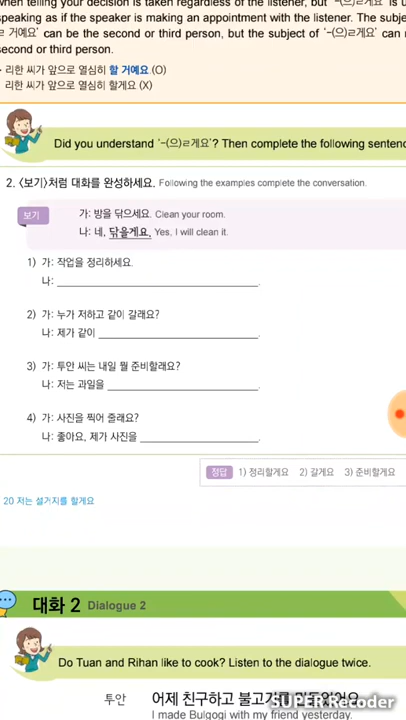 when telling your decision is taken regardless of the listener, but '-(으)ㄹ게요' is
speaking as if the speaker is making an appointment with the listener. The
ㄹ 거예요' can be the second or third person, but the subject of '-(으)ㄹ게요'
second or third person.
· 리한 씨가 앞으로 열심히 할 거예요.(O)
리한 씨가 앞으로 열심히 할게요 (X)
Did you understand '-(으)ㄹ게요'? Then complete the following
2. <보기>처럼 대화를 완성하세요. Following the examples complete the conversation.
보기
가: 방을 닦으세요. Clean your room.
나: 네, 닦을게요. Yes, I will clean it.
1) 가: 작업을 정리하세요.
나: .
2) 가: 누가 저하고 같이 갈래요?
나: 제가 같이 .
3) 가: 투안 씨는 내일 뭘 준비할래요?
나: 저는 과일을 .
4) 가: 사진을 찍어 줄래요?
나: 좋아요, 제가 사진을 .
정답 1) 정리할게요 2) 갈게요 3) 준비할게요
20 저는 설거지를 할게요
대화 2 Dialogue 2
Do Tuan and Rihan like to cook? Listen to the dialogue twice.
투안 어제 친구하고 불고기를 만들었어요
I made Bulgogi with my friend yesterday.
SUPER Recorder